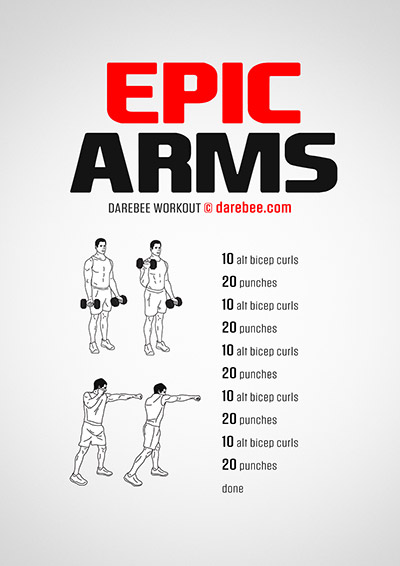 EPIC
ARMS
DAREBEE WORKOUT © darebee.com
10 alt bicep curls
20 punches
10 alt bicep curls
20 punches
10 alt bicep curls
20 punches
10 alt bicep curls
20 punches
10 alt bicep curls
20 punches
done